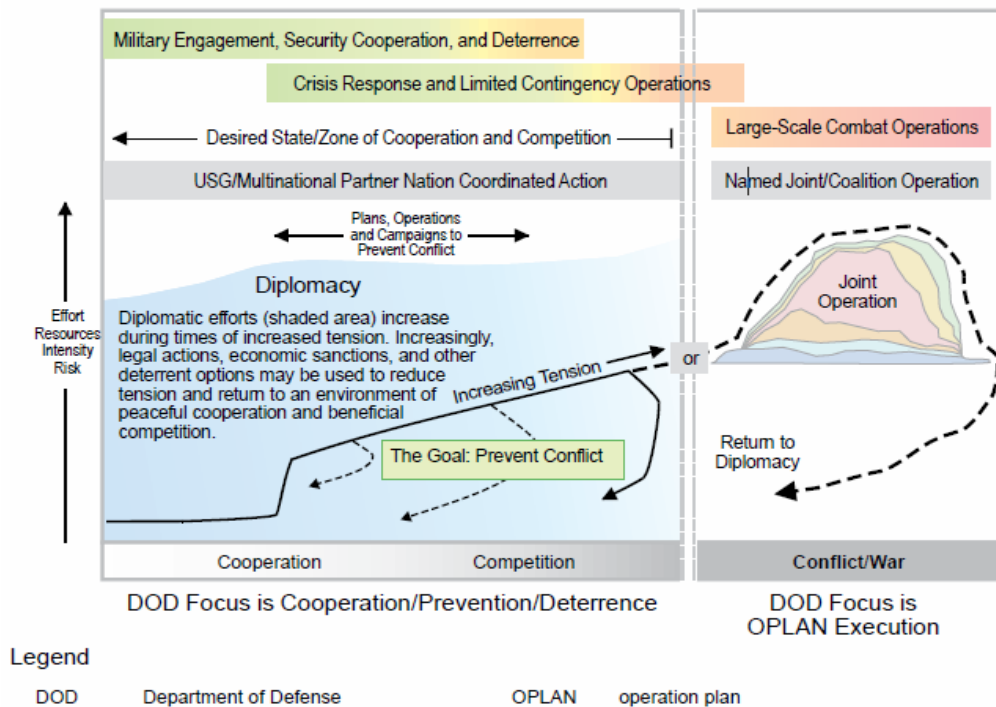 Military Engagement, Security Cooperation, and Deterrence
Crisis Response and Limited Contingency Operations
Desired State/Zone of Cooperation and Competition
Large-Scale Combat Operations
USG/Multinational Partner Nation Coordinated Action
Named Joint/Coalition Operation
Plans, Operations
and Campaigns to
Prevent Conflict
Effort
Resources
Intensity
Risk
Diplomacy
Diplomatic efforts (shaded area) increase
during times of increased tension. Increasingly,
legal actions, economic sanctions, and other
deterrent options may be used to reduce
tension and return to an environment of
peaceful cooperation and beneficial
competition.
Increasing Tension
The Goal: Prevent Conflict
or
Joint
Operation
Return to
Diplomacy
Cooperation
Competition
Conflict/War
DOD Focus is Cooperation/Prevention/Deterrence
DOD Focus is
OPLAN Execution
Legend
DOD Department of Defense OPLAN operation plan